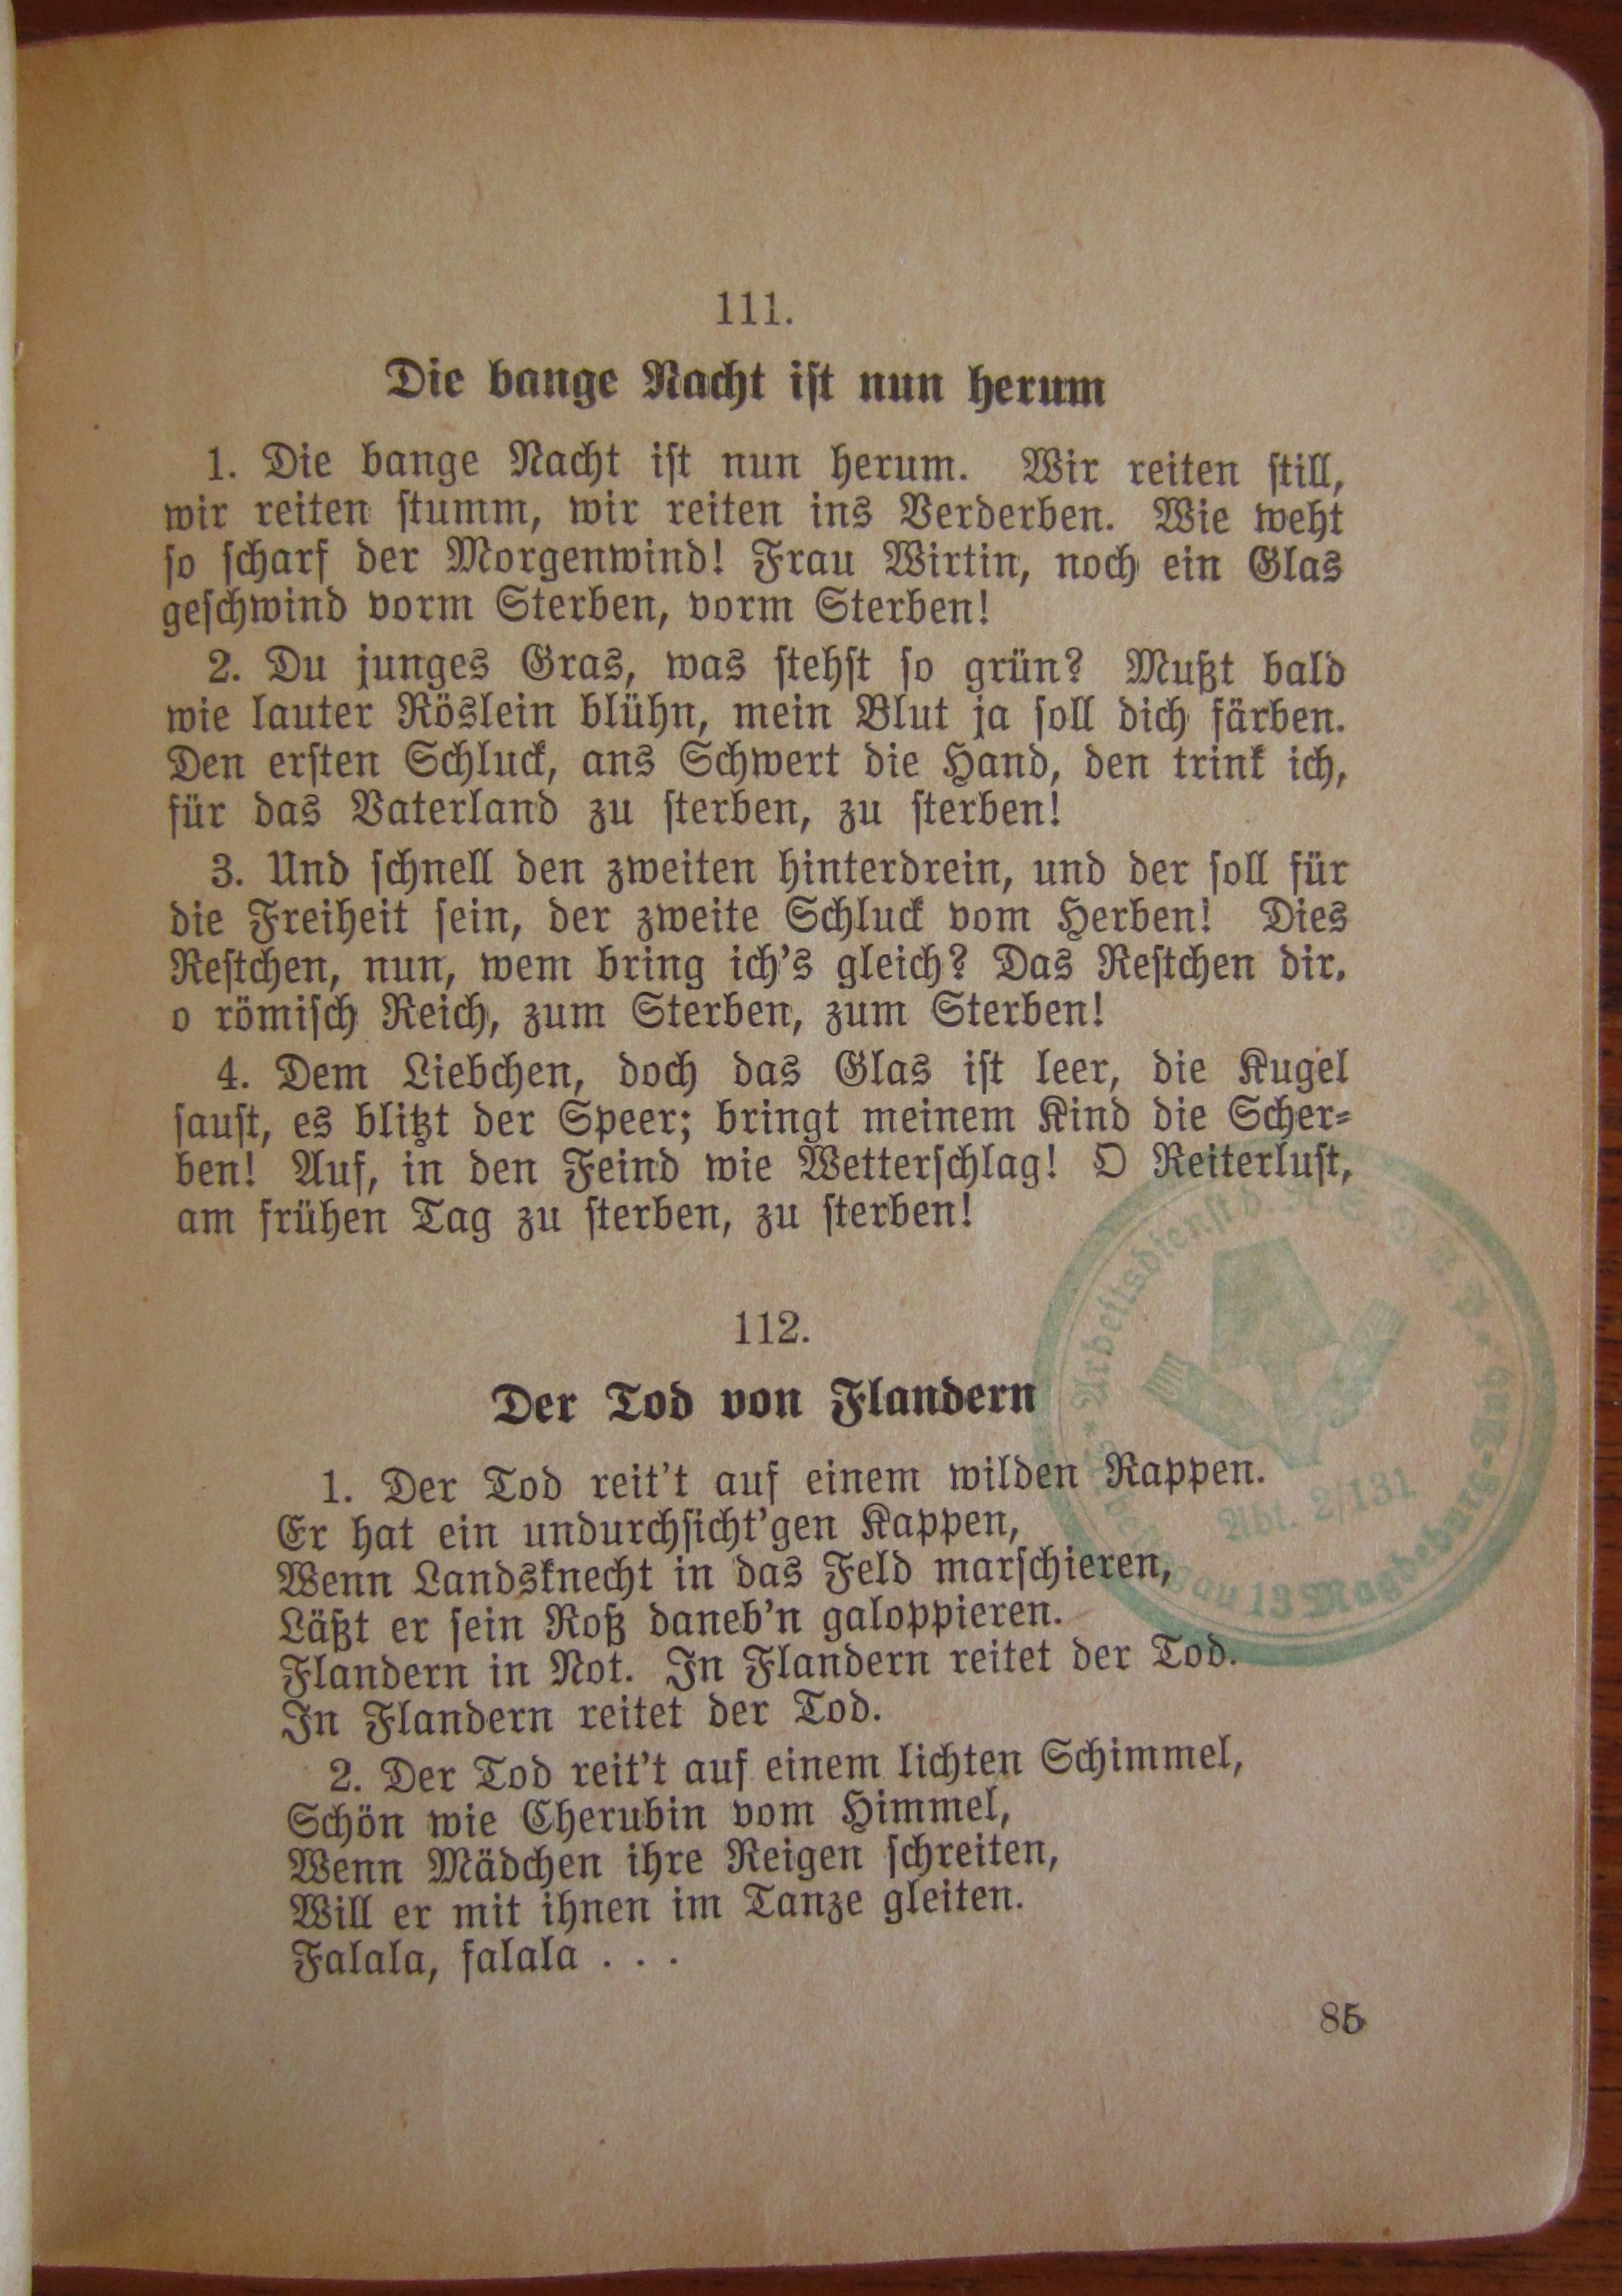 111.
Die bange Nacht ist nun herum
1. Die bange Nacht ist nun herum. Wir reiten still,
wir reiten stumm, wir reiten ins Verderben. Wie weht
so scharf der Morgenwind! Frau Wirtin, noch ein Glas
geschwind vorm Sterben, vorm Sterben!
2. Du junges Gras, was stehst so grün? Mußt bald
wie lauter Röslein blühn, mein Blut ja soll dich färben.
Den ersten Schluck, ans Schwert die Hand, den trink ich,
für das Vaterland zu sterben, zu sterben!
3. Und schnell den zweiten hinterdrein, und der soll für
die Freiheit sein, der zweite Schluck vom Herben! Dies
Restchen, nun, wem bring ich's gleich? Das Restchen dir,
o römisch Reich, zum Sterben, zum Sterben!
4. Dem Liebchen, doch das Glas ist leer, die Kugel
saust, es blitzt der Speer; bringt meinem Kind die Scher-
ben! Auf, in den Feind wie Wetterschlag! O Reiterlust,
am frühen Tag zu sterben, zu sterben!
Arbeitsdienst d. N. S. D. A. P.
Abt. 2/131
gau 13 Magdeburg-Anh.
112.
Der Tod von Flandern
1. Der Tod reit't auf einem wilden Rappen.
Er hat ein undurchsicht'gen Kappen,
Wenn Landsknecht in das Feld marschieren,
Läßt er sein Roß daneb'n galoppieren.
Flandern in Not. In Flandern reitet der Tod.
In Flandern reitet der Tod.
2. Der Tod reit't auf einem lichten Schimmel,
Schön wie Cherubin vom Himmel,
Wenn Mädchen ihre Reigen schreiten,
Will er mit ihnen im Tanze gleiten.
Falala, falala . . .
85